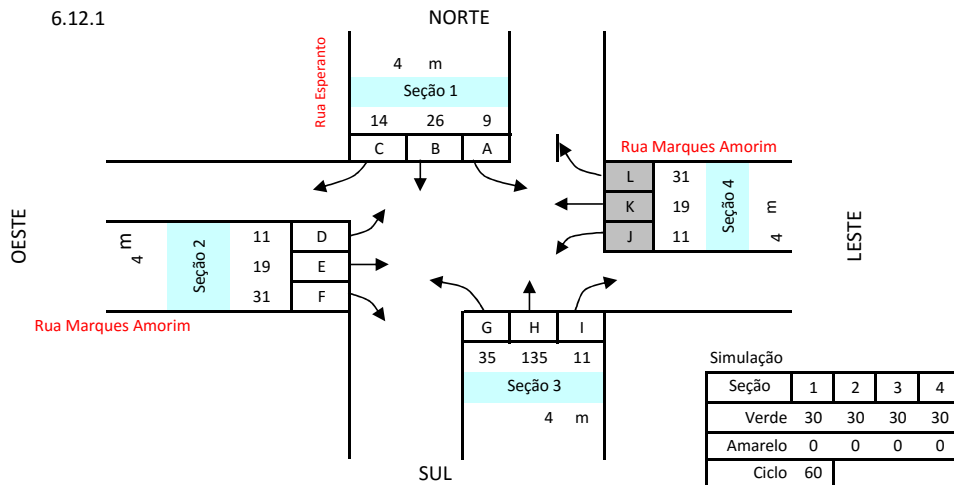 6.12.1
NORTE
Rua Esperanto
4 m
Seção 1
14 26 9
C B A
Rua Marques Amorim
L 31
K 19
J 11
Seção 4
4 m
LESTE
OESTE
4 m
Seção 2
11 D
19 E
31 F
Rua Marques Amorim
G H I
35 135 11
Seção 3
4 m
SUL
Simulação
Seção 1 2 3 4
Verde 30 30 30 30
Amarelo 0 0 0 0
Ciclo 60